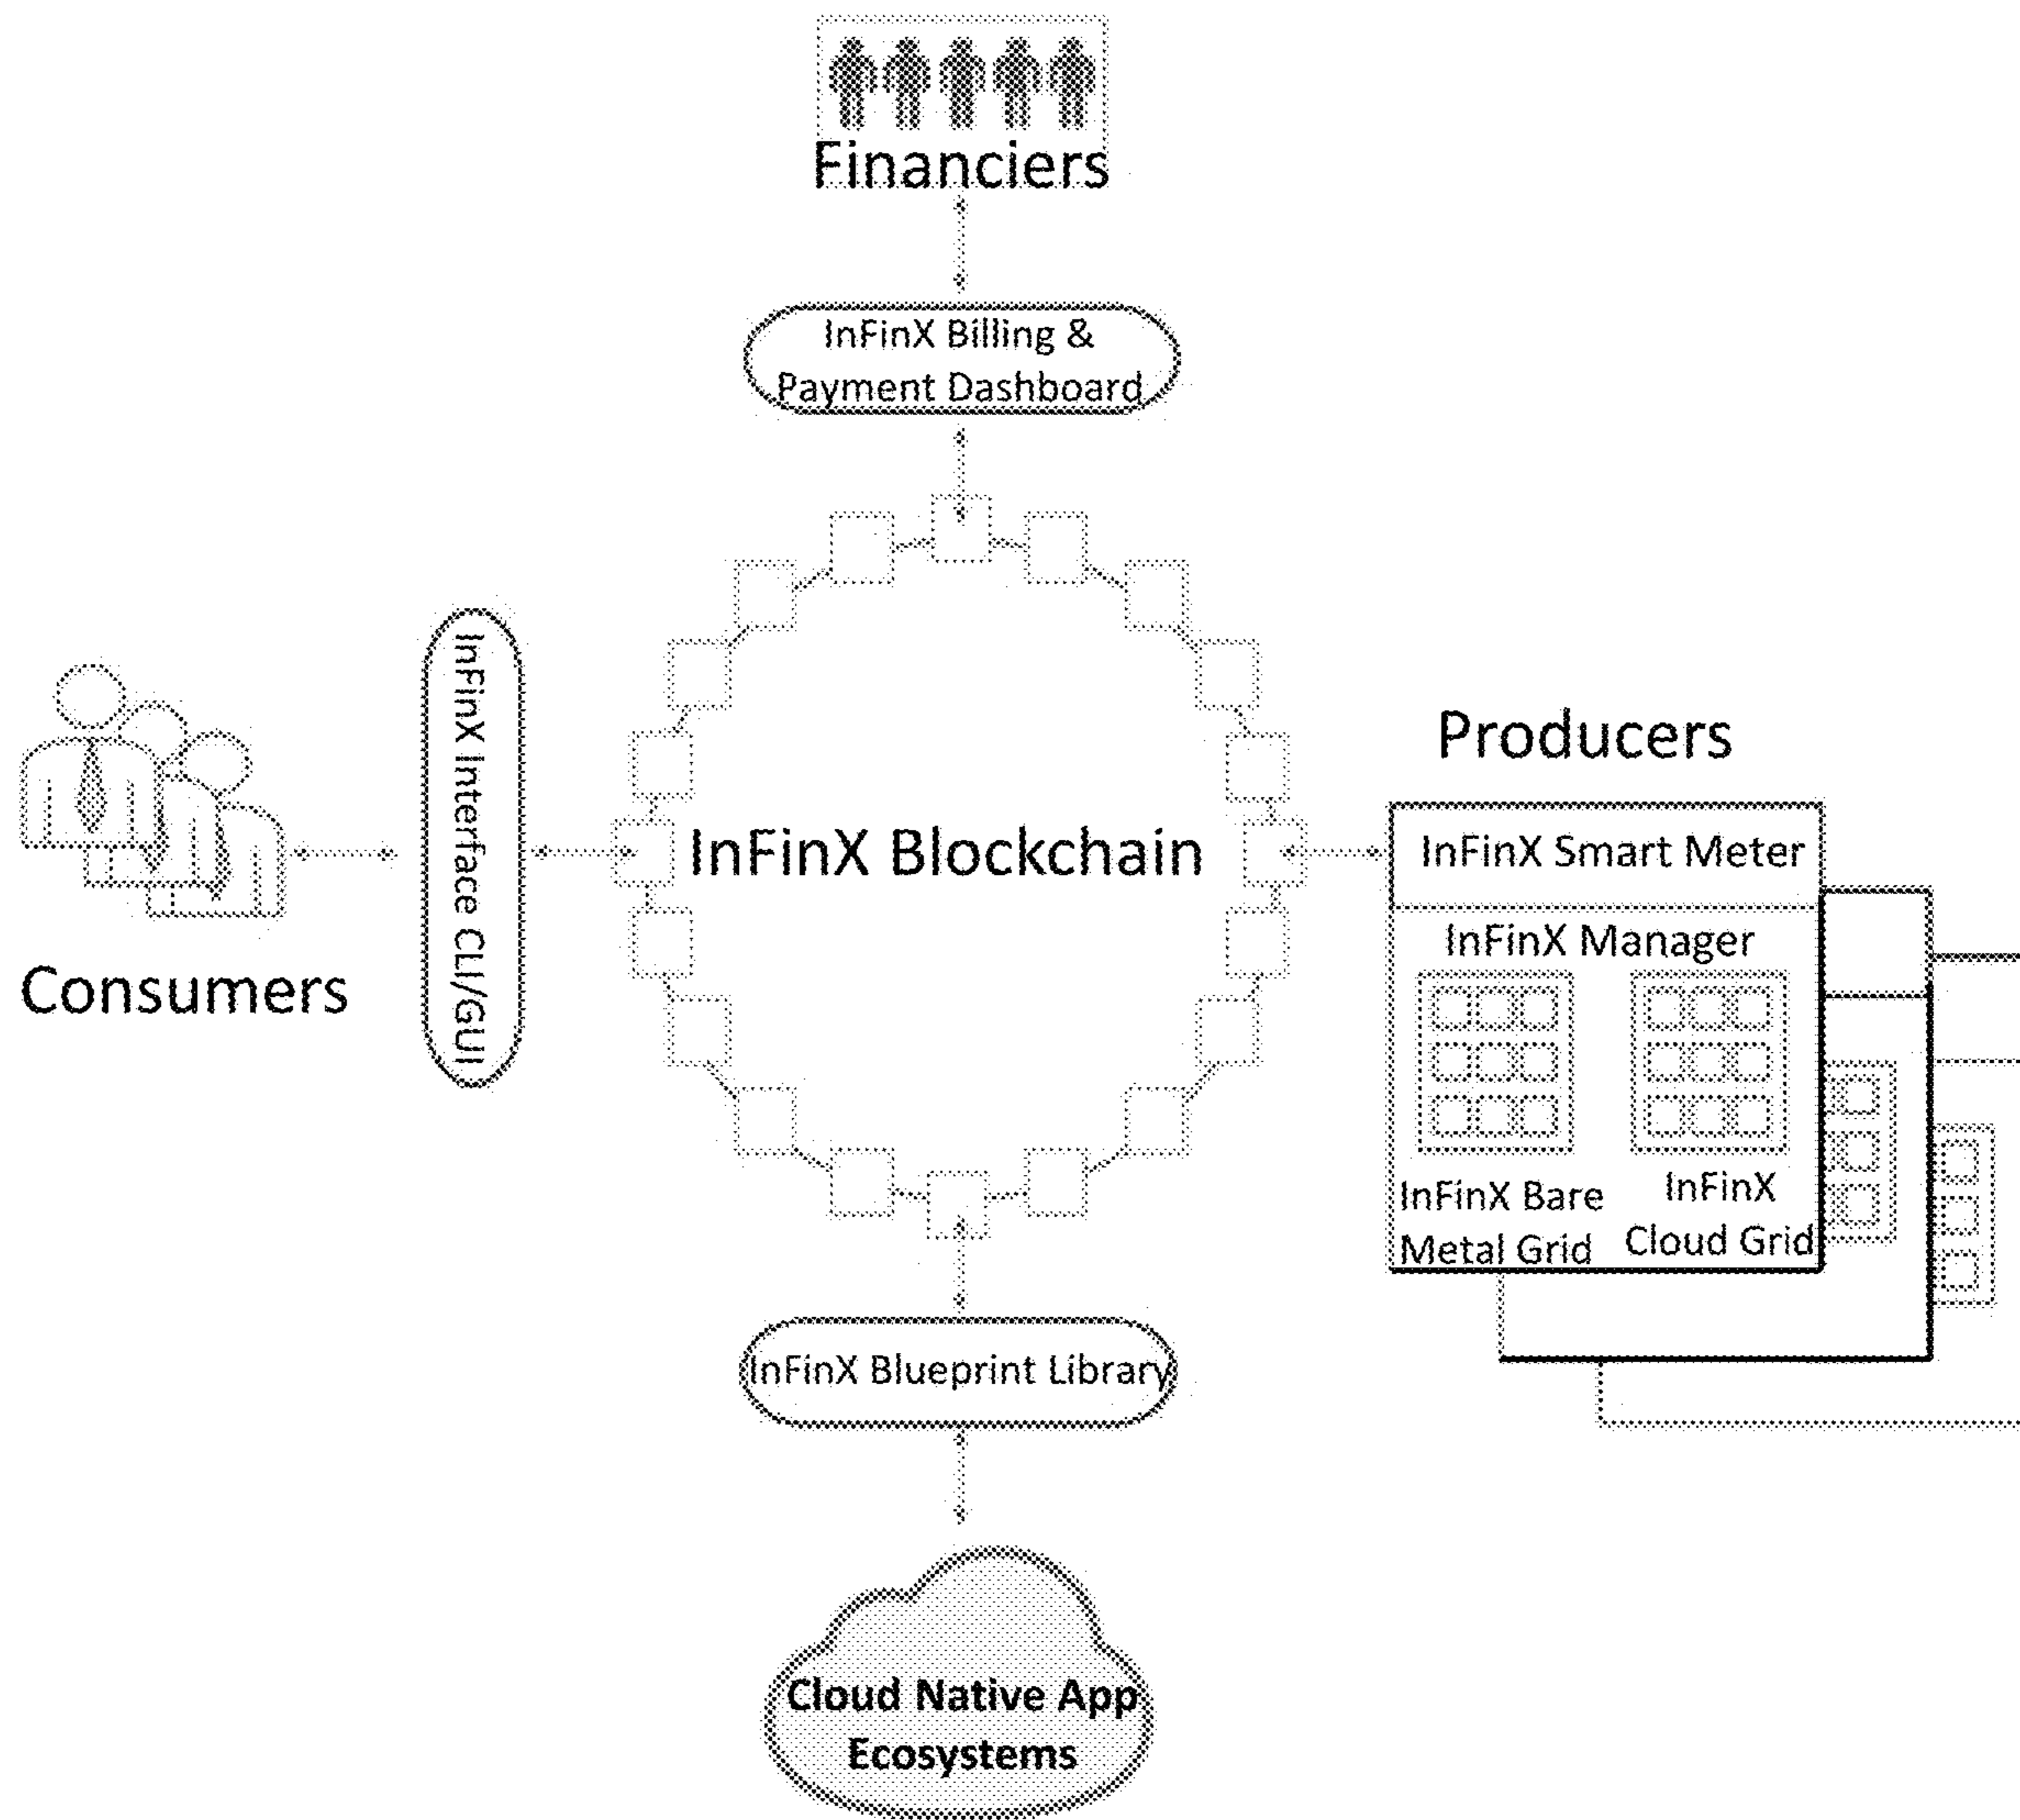 Financiers
InFinX Billing &
Payment Dashboard
InFinX Interface CLI/GUI
Consumers
InFinX Blockchain
Producers
InFinX Smart Meter
InFinX Manager
InFinX Bare
Metal Grid
InFinX
Cloud Grid
InFinX Blueprint Library
Cloud Native App
Ecosystems